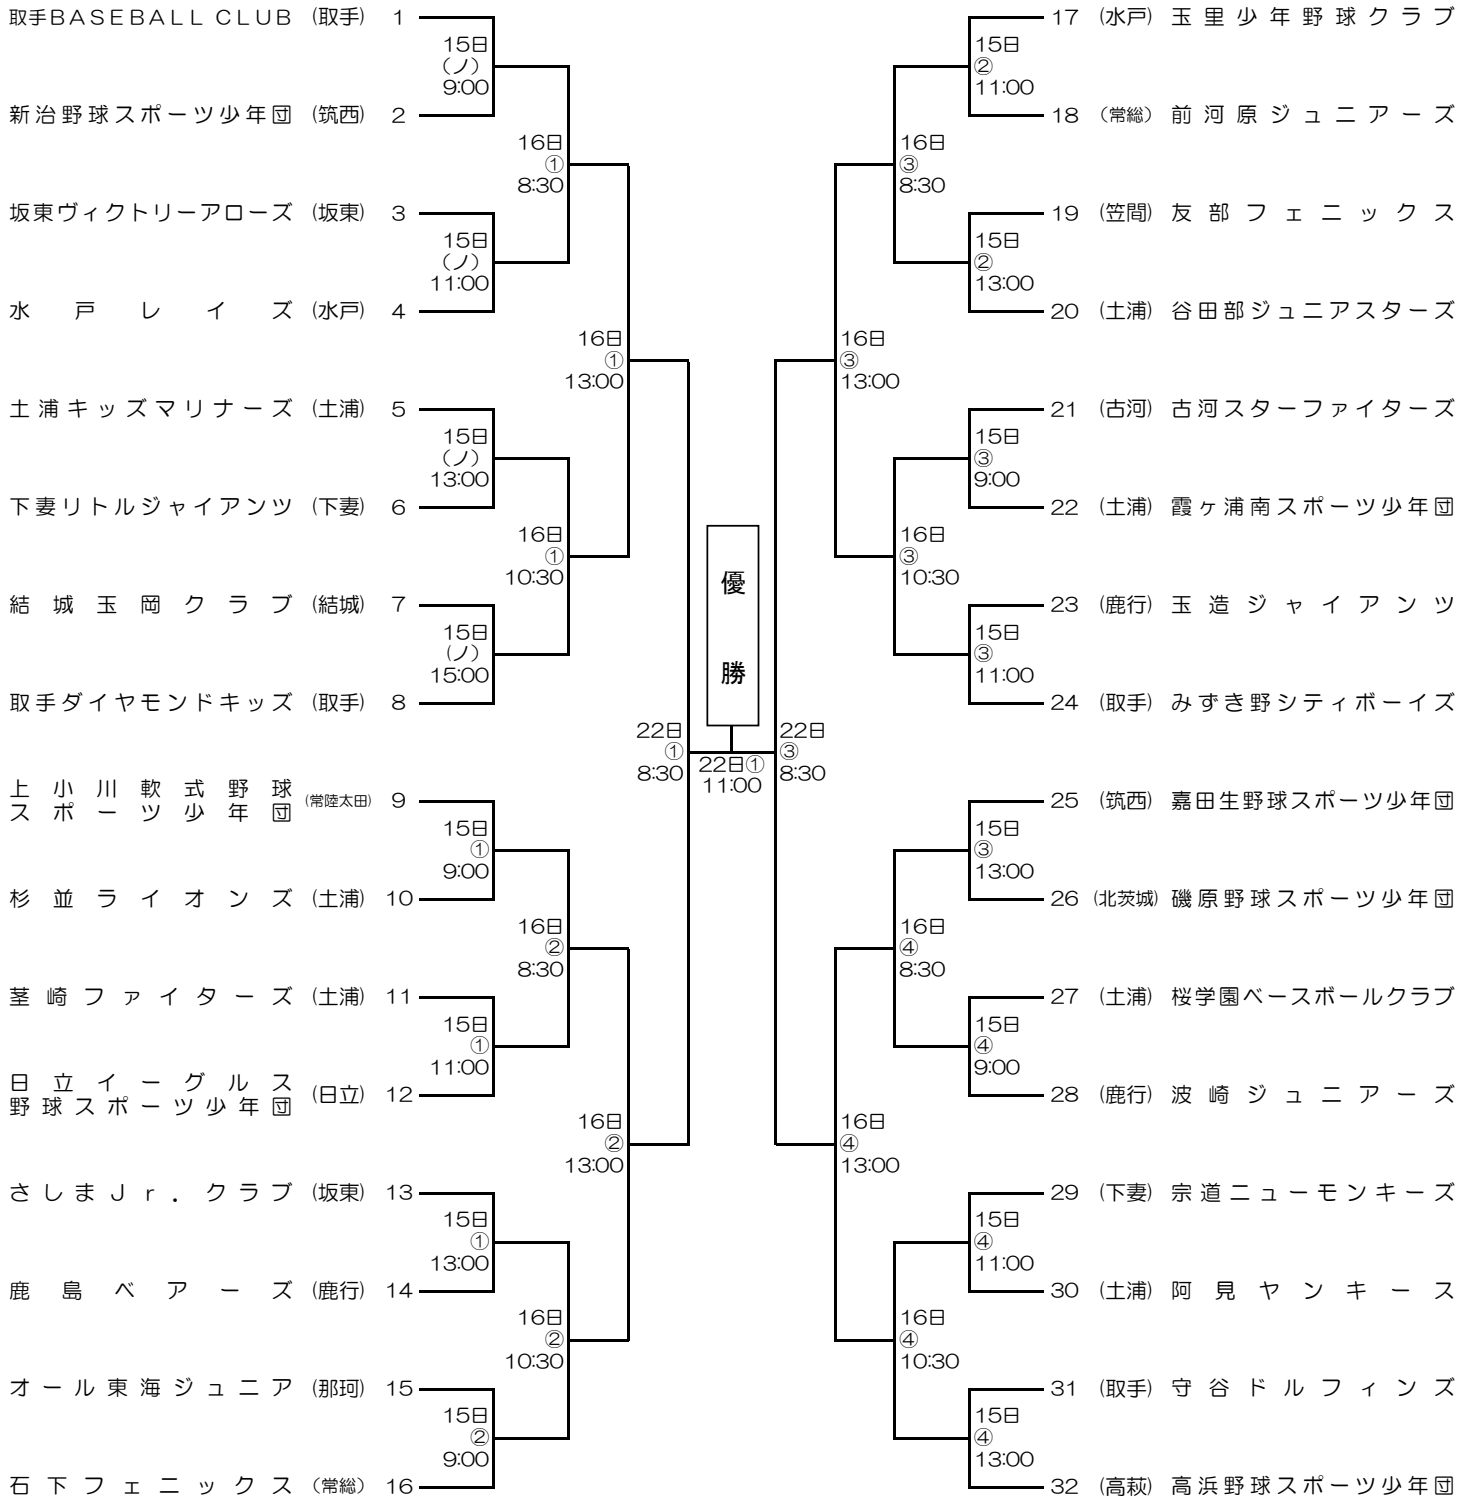 取手BASEBALL CLUB (取手) 1
15日
(ノ)
9:00
新治野球スポーツ少年団 (筑西) 2
16日
①
8:30
坂東ヴィクトリーアローズ (坂東) 3
15日
(ノ)
11:00
水戸レイズ (水戸) 4
16日
①
13:00
土浦キッズマリナーズ (土浦) 5
15日
(ノ)
13:00
下妻リトルジャイアンツ (下妻) 6
16日
①
10:30
結城玉岡クラブ (結城) 7
15日
(ノ)
15:00
取手ダイヤモンドキッズ (取手) 8
22日
①
8:30
上小川軟式野球
スポーツ少年団 (常陸太田) 9
15日
①
9:00
杉並ライオンズ (土浦) 10
16日
②
8:30
茎崎ファイターズ (土浦) 11
15日
①
11:00
日立イーグルス
野球スポーツ少年団 (日立) 12
16日
②
13:00
さしまJr.クラブ (坂東) 13
15日
①
13:00
鹿島ベアーズ (鹿行) 14
16日
②
10:30
オール東海ジュニア (那珂) 15
15日
②
9:00
石下フェニックス (常総) 16
優
勝
22日①
11:00
17 (水戸) 玉里少年野球クラブ
15日
②
11:00
18 (常総) 前河原ジュニアーズ
16日
③
8:30
19 (笠間) 友部フェニックス
15日
②
13:00
20 (土浦) 谷田部ジュニアスターズ
16日
③
13:00
21 (古河) 古河スターファイターズ
15日
③
9:00
22 (土浦) 霞ヶ浦南スポーツ少年団
16日
③
10:30
23 (鹿行) 玉造ジャイアンツ
15日
③
11:00
24 (取手) みずき野シティボーイズ
22日
③
8:30
25 (筑西) 嘉田生野球スポーツ少年団
15日
③
13:00
26 (北茨城) 磯原野球スポーツ少年団
16日
④
8:30
27 (土浦) 桜学園ベースボールクラブ
15日
④
9:00
28 (鹿行) 波崎ジュニアーズ
16日
④
13:00
29 (下妻) 宗道ニューモンキーズ
15日
④
11:00
30 (土浦) 阿見ヤンキース
16日
④
10:30
31 (取手) 守谷ドルフィンズ
15日
④
13:00
32 (高萩) 高浜野球スポーツ少年団